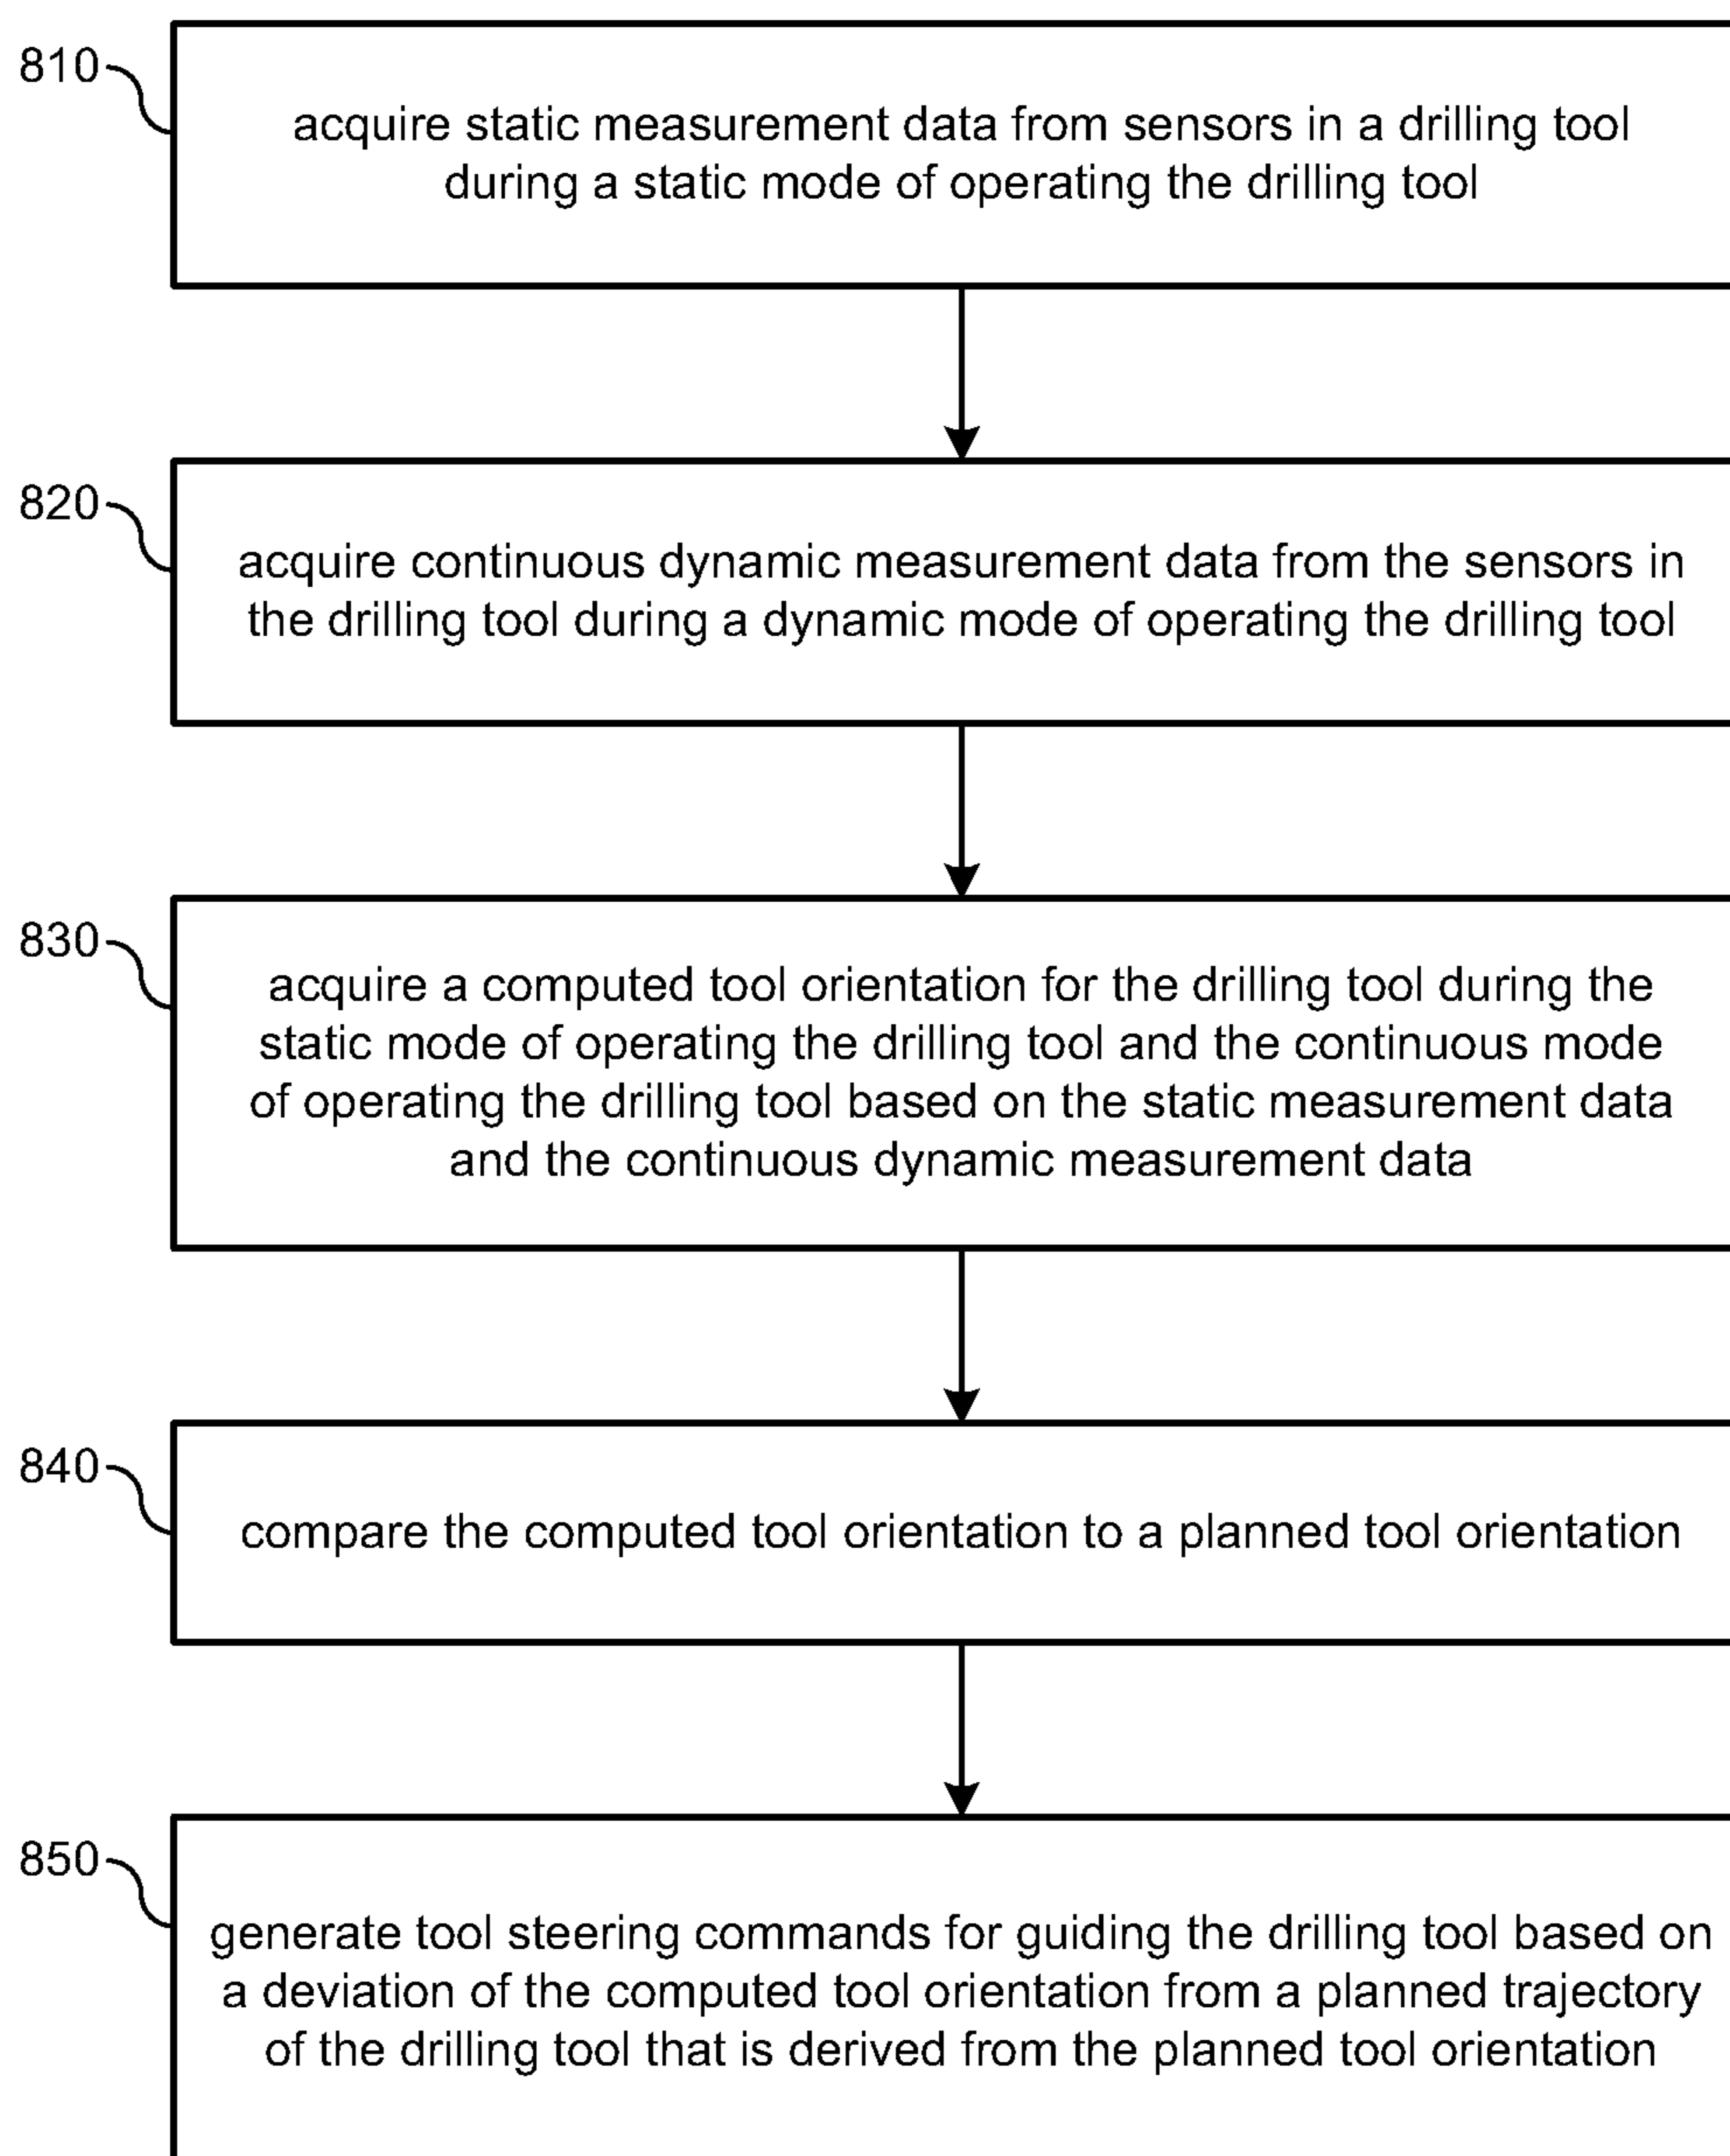 810
acquire static measurement data from sensors in a drilling tool
during a static mode of operating the drilling tool
820
acquire continuous dynamic measurement data from the sensors in
the drilling tool during a dynamic mode of operating the drilling tool
830
acquire a computed tool orientation for the drilling tool during the
static mode of operating the drilling tool and the continuous mode
of operating the drilling tool based on the static measurement data
and the continuous dynamic measurement data
840
compare the computed tool orientation to a planned tool orientation
850
generate tool steering commands for guiding the drilling tool based on
a deviation of the computed tool orientation from a planned trajectory
of the drilling tool that is derived from the planned tool orientation